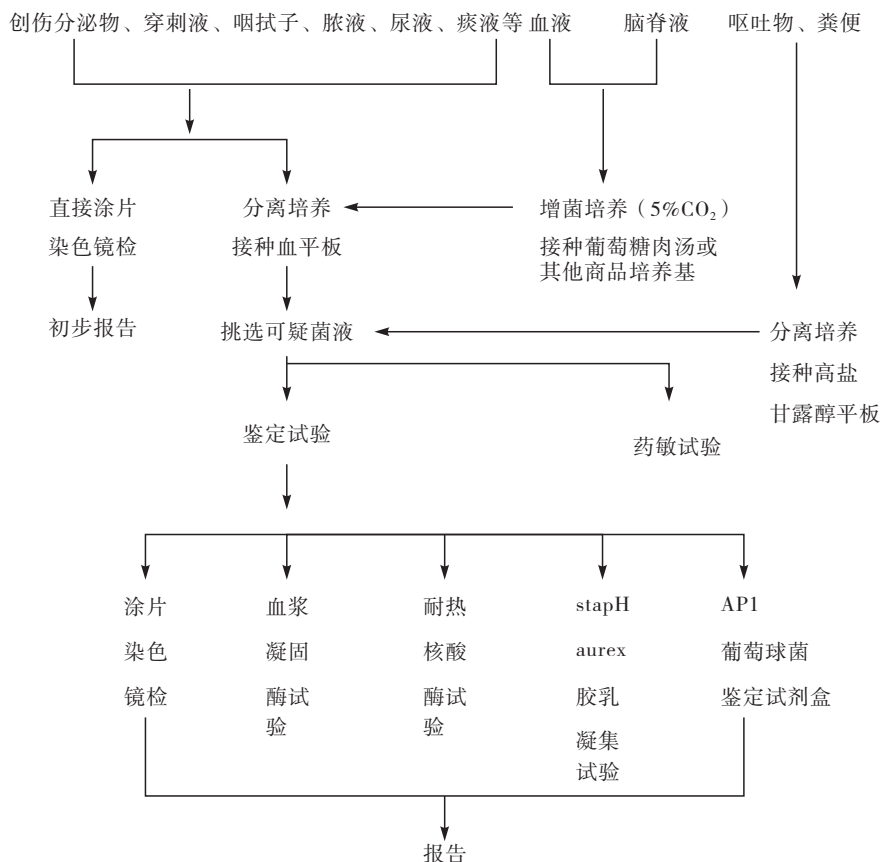 创伤分泌物、穿刺液、咽拭子、脓液、尿液、痰液等 血液 脑脊液 呕吐物、粪便
直接涂片
染色镜检
初步报告
分离培养
接种血平板
增菌培养（5%CO₂）
接种葡萄糖肉汤或
其他商品培养基
挑选可疑菌液
分离培养
接种高盐
甘露醇平板
鉴定试验
药敏试验
涂片
染色
镜检
血浆
凝固
酶试
验
耐热
核酸
酶试
验
stapH
aurex
胶乳
凝集
试验
AP1
葡萄球菌
鉴定试剂盒
报告